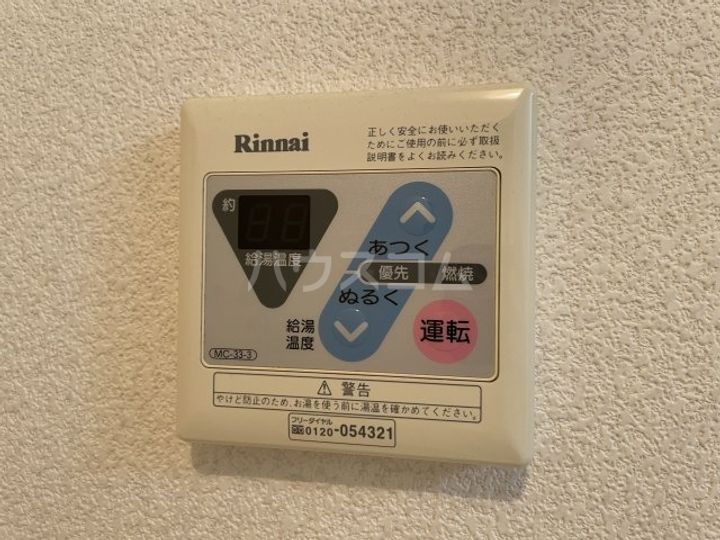 Rinnai
正しく安全にお使いいただく
ためにご使用の前に必ず取扱
説明書をよくお読みください。
約
給湯温度
あつく
優先
燃焼
ぬるく
給湯
温度
運転
MC-33-3
ハウスコム
⚠ 警告
やけど防止のため、お湯を使う前に湯温を確かめてください。
フリーダイヤル
0120-054321